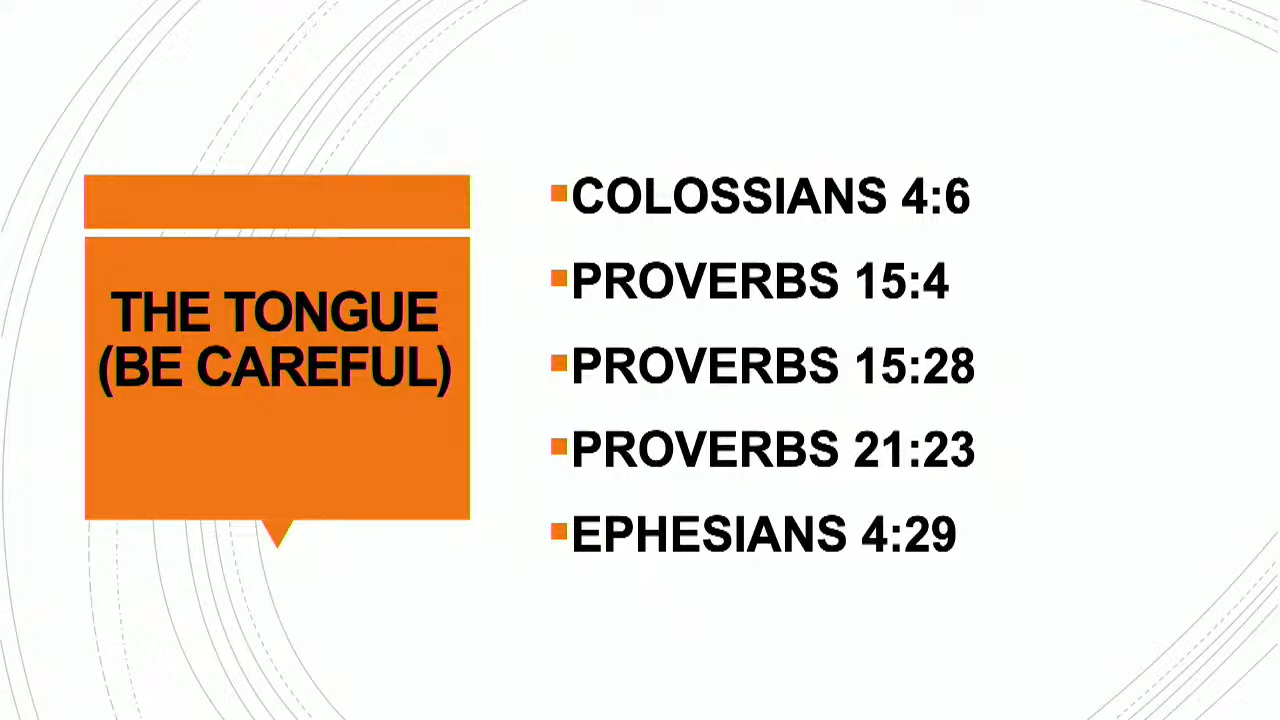 THE TONGUE
(BE CAREFUL)
COLOSSIANS 4:6
PROVERBS 15:4
PROVERBS 15:28
PROVERBS 21:23
EPHESIANS 4:29